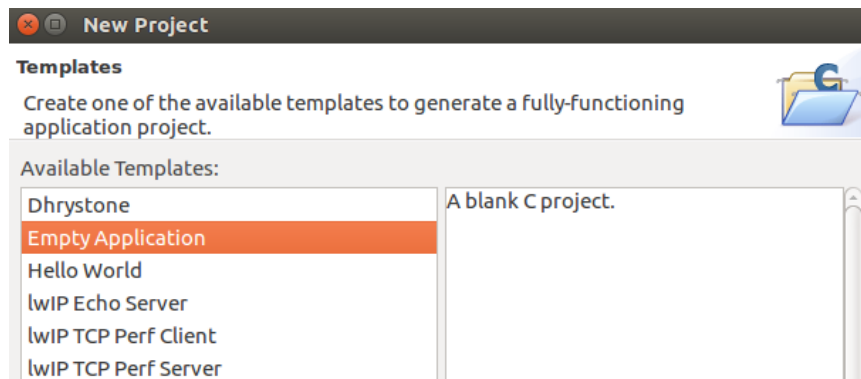 New Project
Templates
Create one of the available templates to generate a fully-functioning
application project.
Available Templates:
Dhrystone
A blank C project.
Empty Application
Hello World
lwIP Echo Server
lwIP TCP Perf Client
lwIP TCP Perf Server